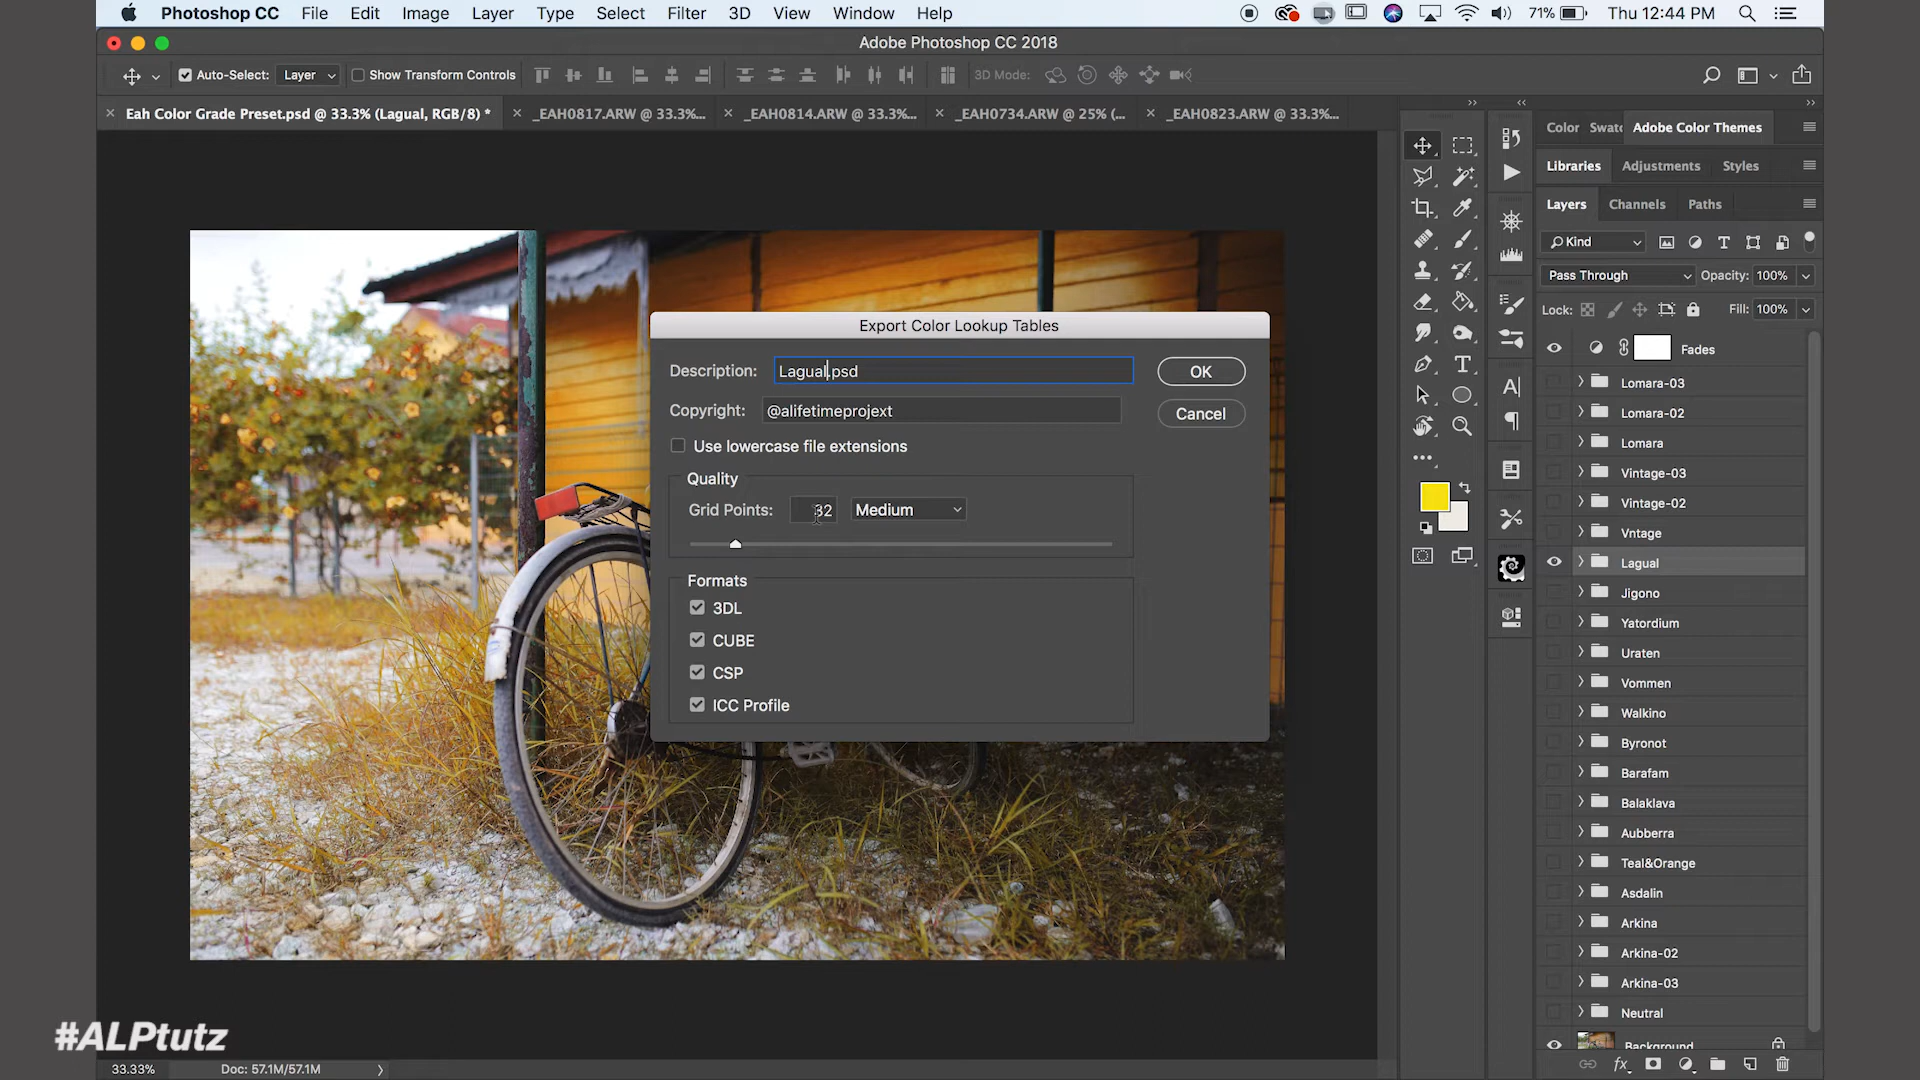 Photoshop CC File Edit Image Layer Type Select Filter 3D View Window Help 71% Thu 12:44 PM
Adobe Photoshop CC 2018
Auto-Select: Layer Show Transform Controls 3D Mode:
Eah Color Grade Preset.psd @ 33.3% (Lagual, RGB/8) * _EAH0817.ARW @ 33.3%... _EAH0814.ARW @ 33.3%... _EAH0734.ARW @ 25% (... _EAH0823.ARW @ 33.3%...
Export Color Lookup Tables
Description: Lagual.psd OK
Copyright: @alifetimeprojext Cancel
Use lowercase file extensions
Quality
Grid Points: 32 Medium
Formats
3DL
CUBE
CSP
ICC Profile
Color Swatc Adobe Color Themes
Libraries Adjustments Styles
Layers Channels Paths
Kind
Pass Through Opacity: 100%
Lock: Fill: 100%
Fades
Lomara-03
Lomara-02
Lomara
Vintage-03
Vintage-02
Vntage
Lagual
Jigono
Yatordium
Uraten
Vommen
Walkino
Byronot
Barafam
Balaklava
Aubberra
Teal&Orange
Asdalin
Arkina
Arkina-02
Arkina-03
Neutral
Background
#ALPtutz
33.33% Doc: 57.1M/57.1M